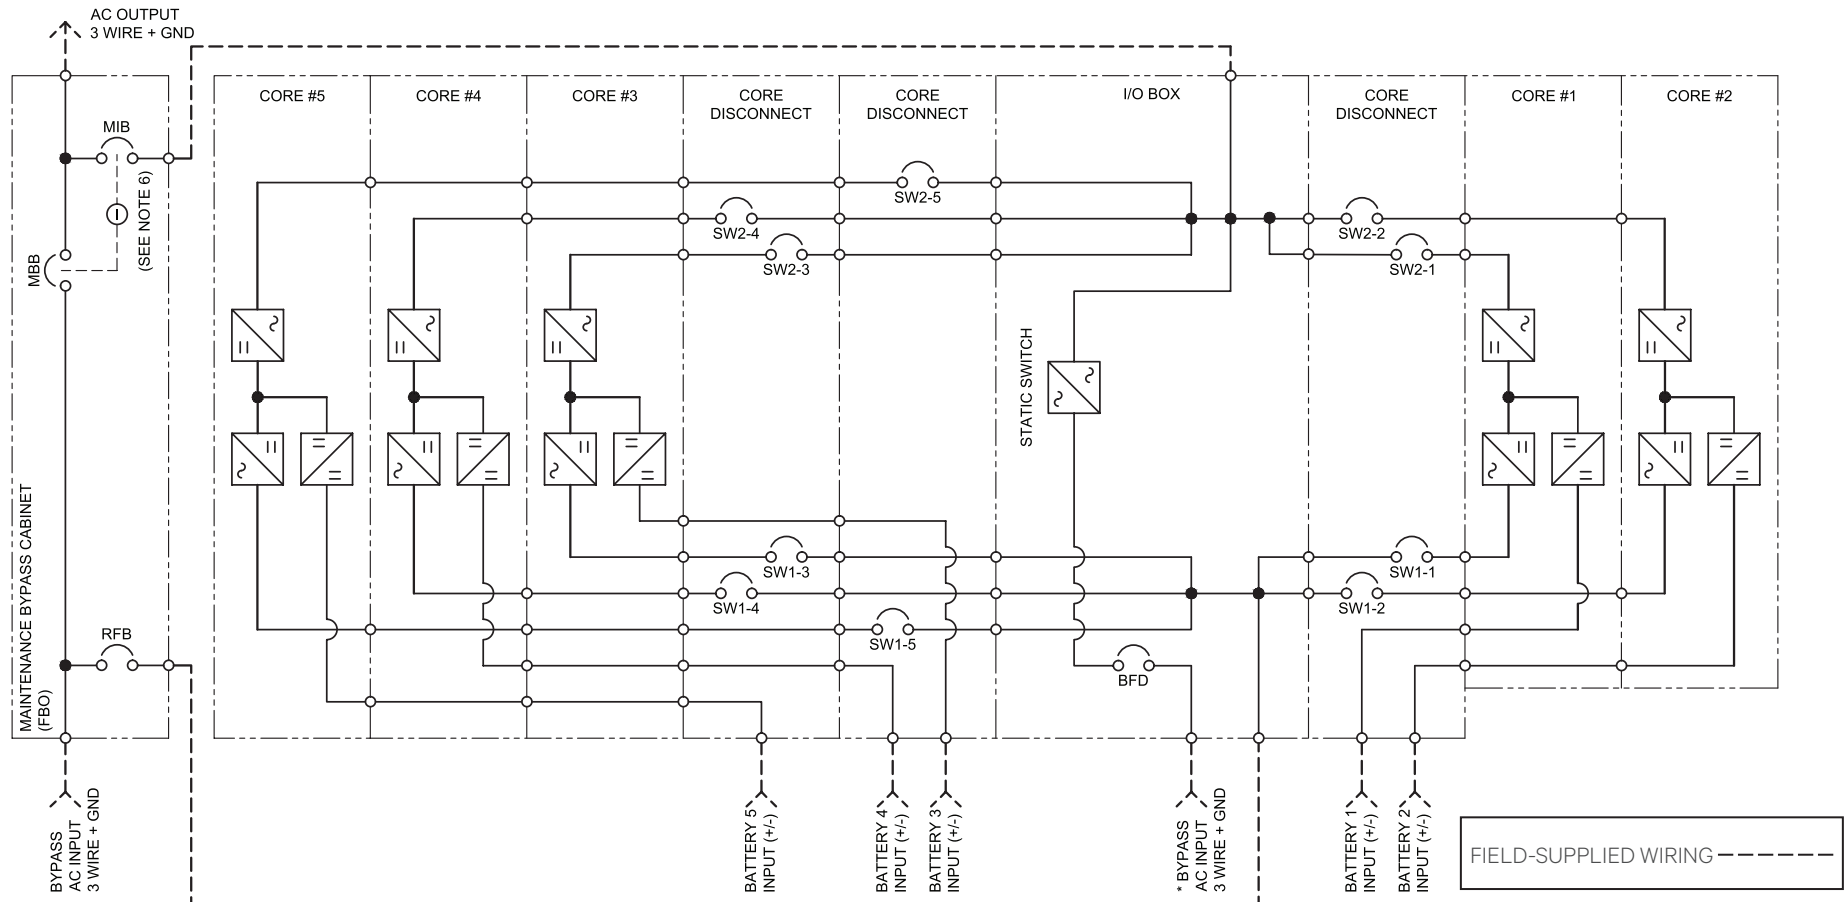 AC OUTPUT
3 WIRE + GND
CORE #5
CORE #4
CORE #3
CORE
DISCONNECT
CORE
DISCONNECT
I/O BOX
CORE
DISCONNECT
CORE #1
CORE #2
MIB
(SEE NOTE 6)
MBB
SW2-5
SW2-4
SW2-3
SW2-2
SW2-1
STATIC SWITCH
MAINTENANCE BYPASS CABINET
(FBO)
RFB
SW1-3
SW1-4
SW1-5
SW1-1
SW1-2
BFD
BYPASS
AC INPUT
3 WIRE + GND
BATTERY 5
INPUT (+/-)
BATTERY 4
INPUT (+/-)
BATTERY 3
INPUT (+/-)
* BYPASS
AC INPUT
3 WIRE + GND
BATTERY 1
INPUT (+/-)
BATTERY 2
INPUT (+/-)
FIELD-SUPPLIED WIRING